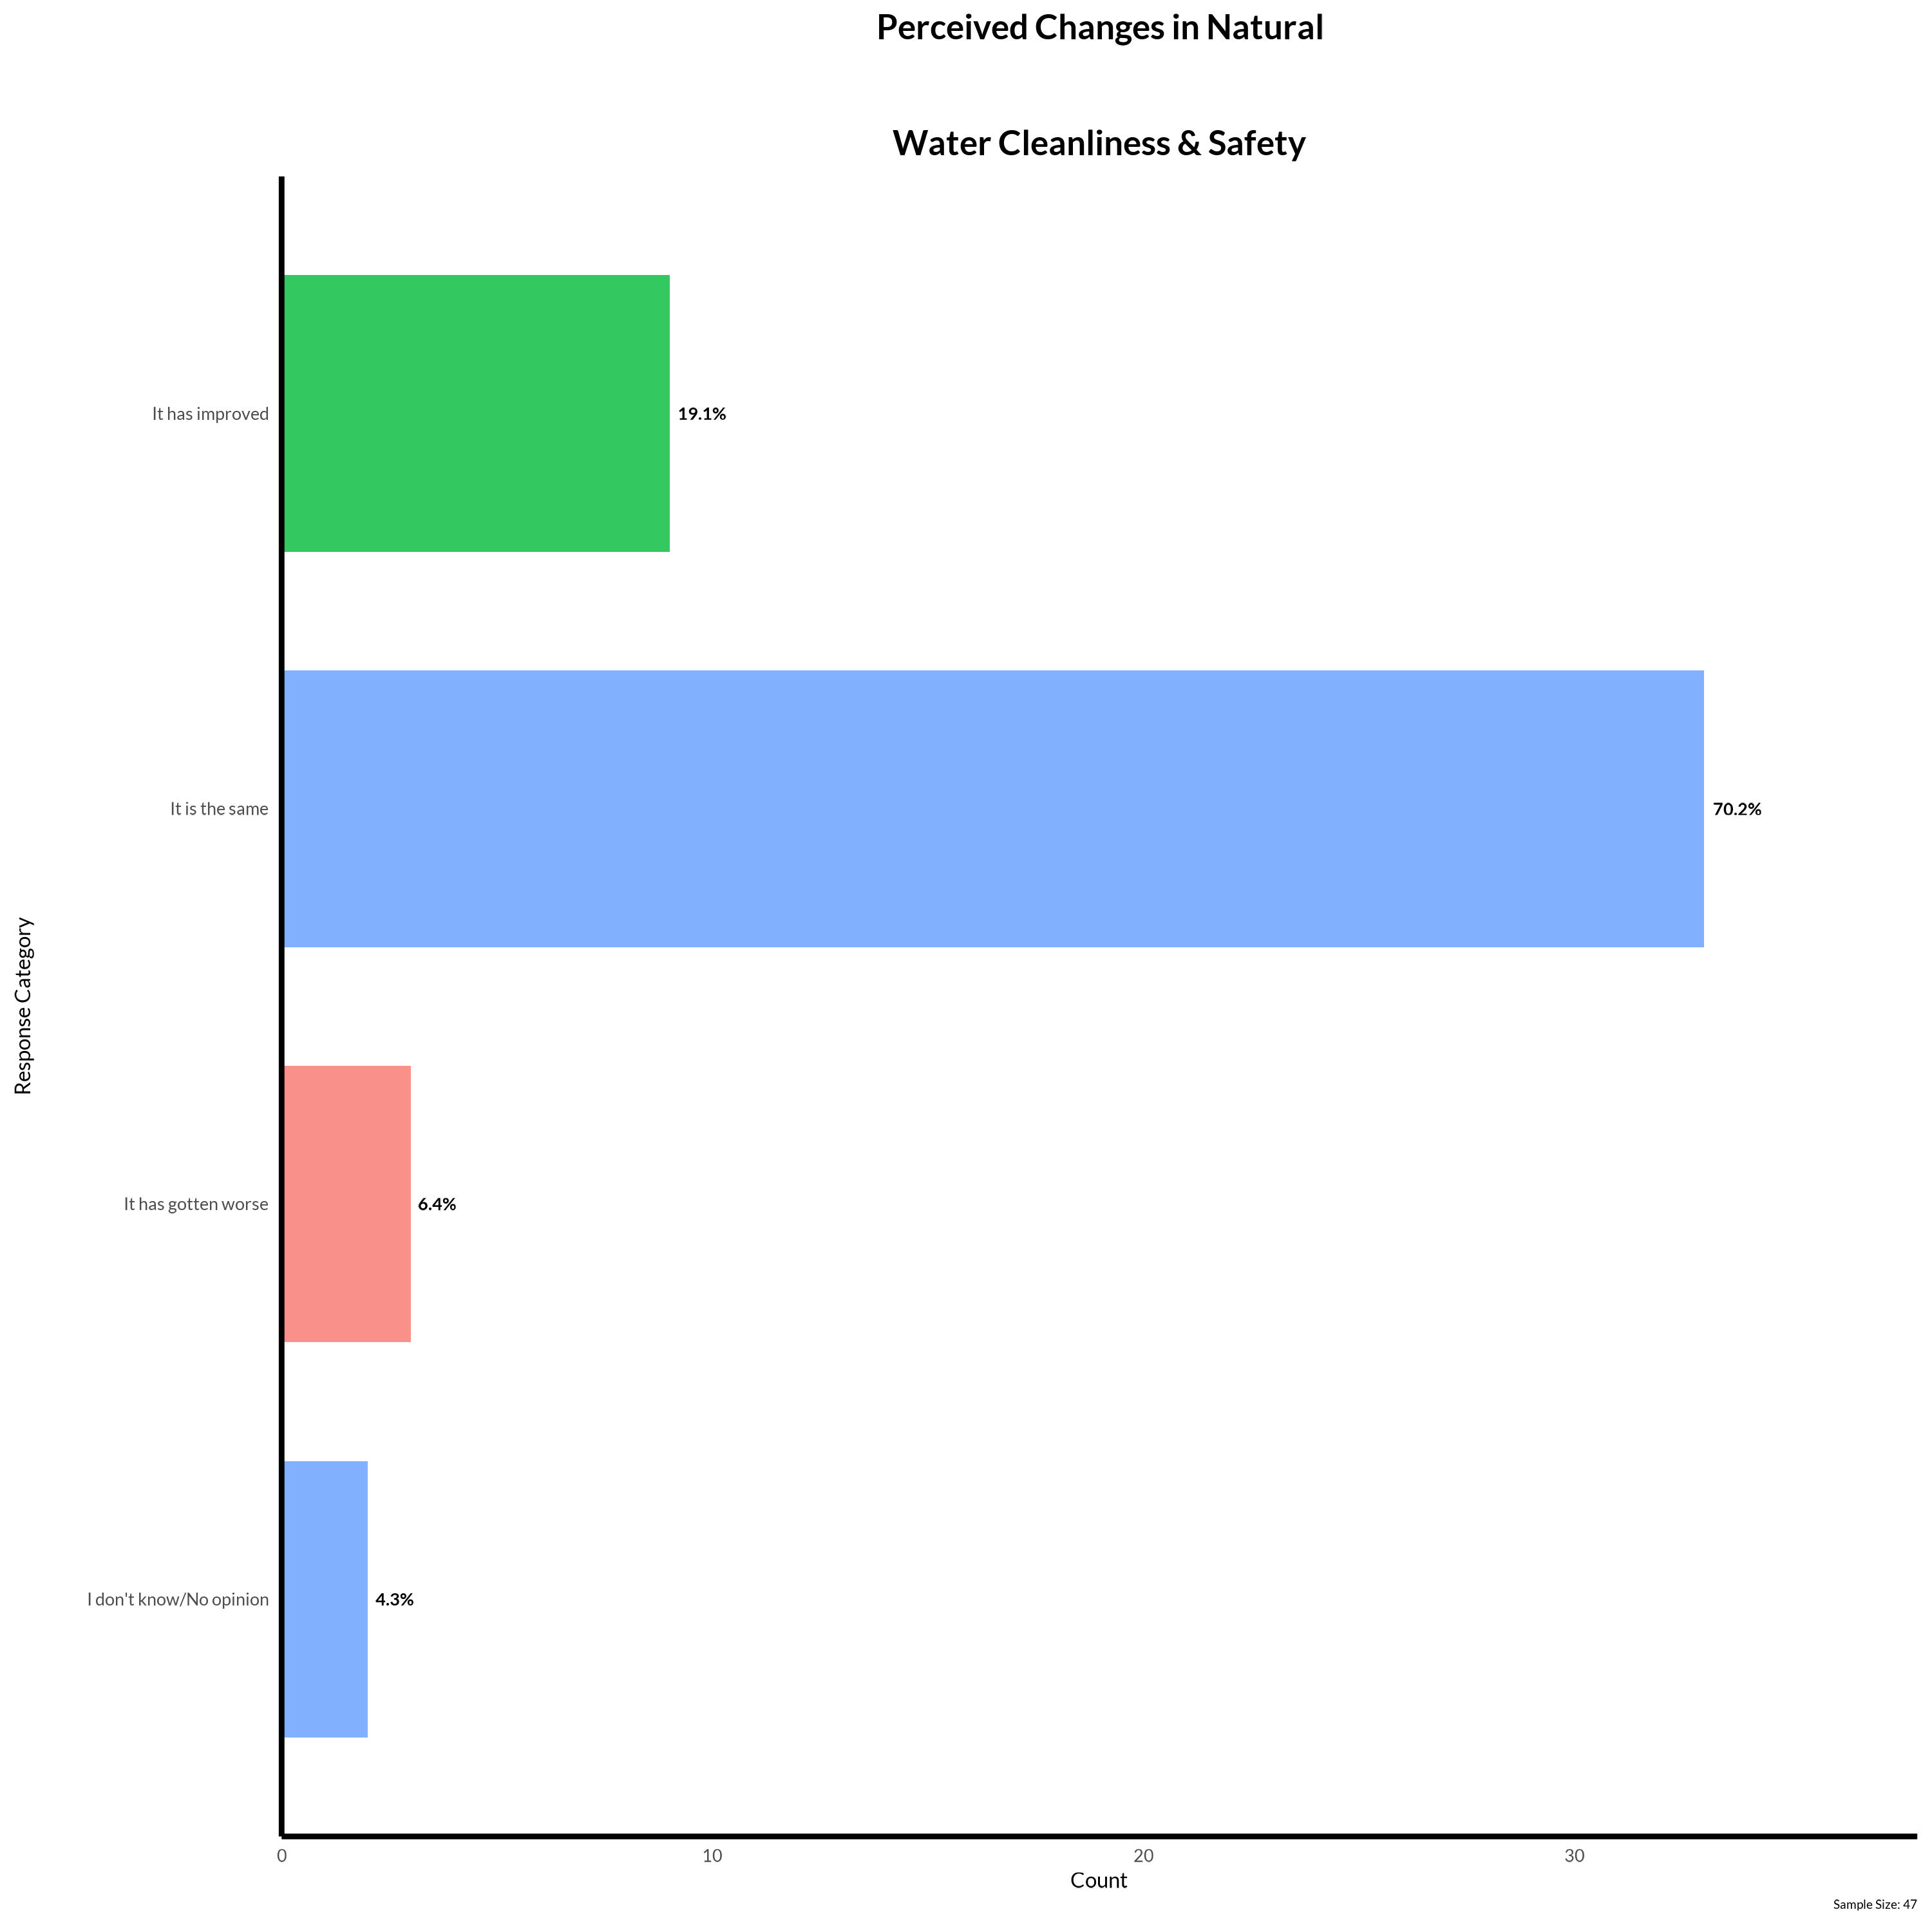 Perceived Changes in Natural
Water Cleanliness & Safety
It has improved
19.1%
It is the same
70.2%
It has gotten worse
6.4%
I don't know/No opinion
4.3%
Response Category
0
10
20
30
Count
Sample Size: 47